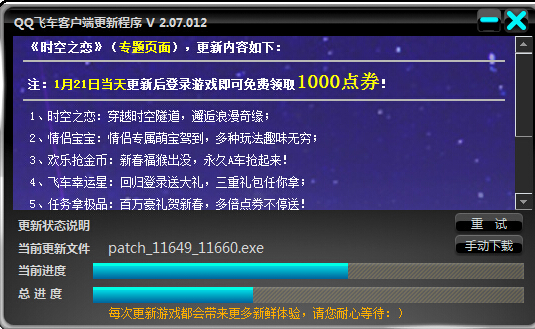 QQ飞车客户端更新程序 V 2.07.012
《时空之恋》（专题页面），更新内容如下：
注：1月21日当天更新后登录游戏即可免费领取1000点券！
1、时空之恋：穿越时空隧道，邂逅浪漫奇缘；
2、情侣宝宝：情侣专属萌宝驾到，多种玩法趣味无穷；
3、欢乐抢金币：新春福猴出没，永久A车抢起来！
4、飞车幸运星：回归登录送大礼，三重礼包任你拿；
5、任务拿极品：百万豪礼贺新春，多倍点券不停送！
更新状态说明
重 试
当前更新文件 patch_11649_11660.exe
手动下载
当前进度
总 进 度
每次更新游戏都会带来更多新鲜体验，请您耐心等待：）